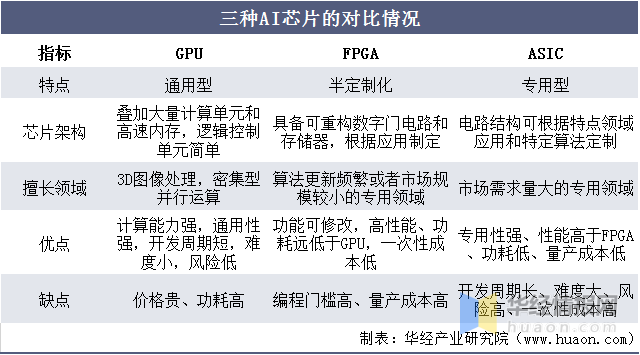 三种AI芯片的对比情况
指标 GPU FPGA ASIC
特点 通用型 半定制化 专用型
芯片架构
叠加大量计算单元和
高速内存，逻辑控制
单元简单
具备可重构数字门电路和
存储器，根据应用制定
电路结构可根据特点领域
应用和特定算法定制
擅长领域
3D图像处理，密集型
并行运算
算法更新频繁或者市场规
模较小的专用领域
市场需求量大的专用领域
优点
计算能力强，通用性
强，开发周期短，难
度小，风险低
功能可修改，高性能、功
耗远低于GPU，一次性成
本低
专用性强、性能高于FPGA
、功耗低、量产成本低
缺点
价格贵、功耗高
编程门槛高、量产成本高
开发周期长、难度大、风
险高、一次性成本高
华经情报网
huaon.com
制表：华经产业研究院（www.huaon.com）